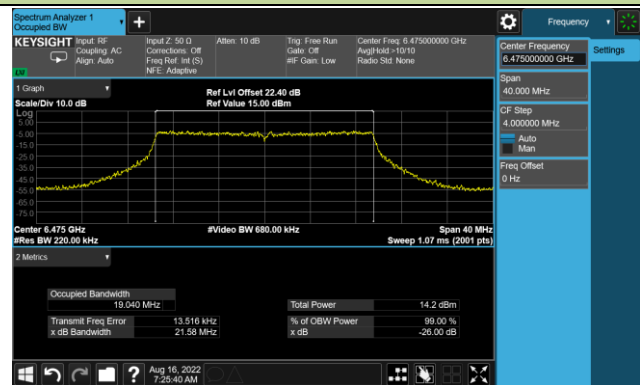 Spectrum Analyzer 1
Occupied BW
Frequency
KEYSIGHT
Input: RF
Coupling: AC
Align: Auto
Input Z: 50 Ω
Corrections: Off
Freq Ref: Int (S)
NFE: Adaptive
Atten: 10 dB
Trig: Free Run
Gate: Off
#IF Gain: Low
Center Freq: 6.475000000 GHz
Avg|Hold >10/10
Radio Std: None
LW
Center Frequency
6.475000000 GHz
Settings
Span
40.000 MHz
CF Step
4.000000 MHz
Auto
Man
Freq Offset
0 Hz
1 Graph
Scale/Div 10.0 dB
Ref Lvl Offset 22.40 dB
Ref Value 15.00 dBm
Log
5.00
-5.00
-15.0
-25.0
-35.0
-45.0
-55.0
-65.0
-75.0
Center 6.475 GHz
#Video BW 680.00 kHz
Span 40 MHz
#Res BW 220.00 kHz
Sweep 1.07 ms (2001 pts)
2 Metrics
Occupied Bandwidth
19.040 MHz
Total Power
14.2 dBm
Transmit Freq Error
13.516 kHz
% of OBW Power
99.00 %
x dB Bandwidth
21.58 MHz
x dB
-26.00 dB
Aug 16, 2022
7:25:40 AM